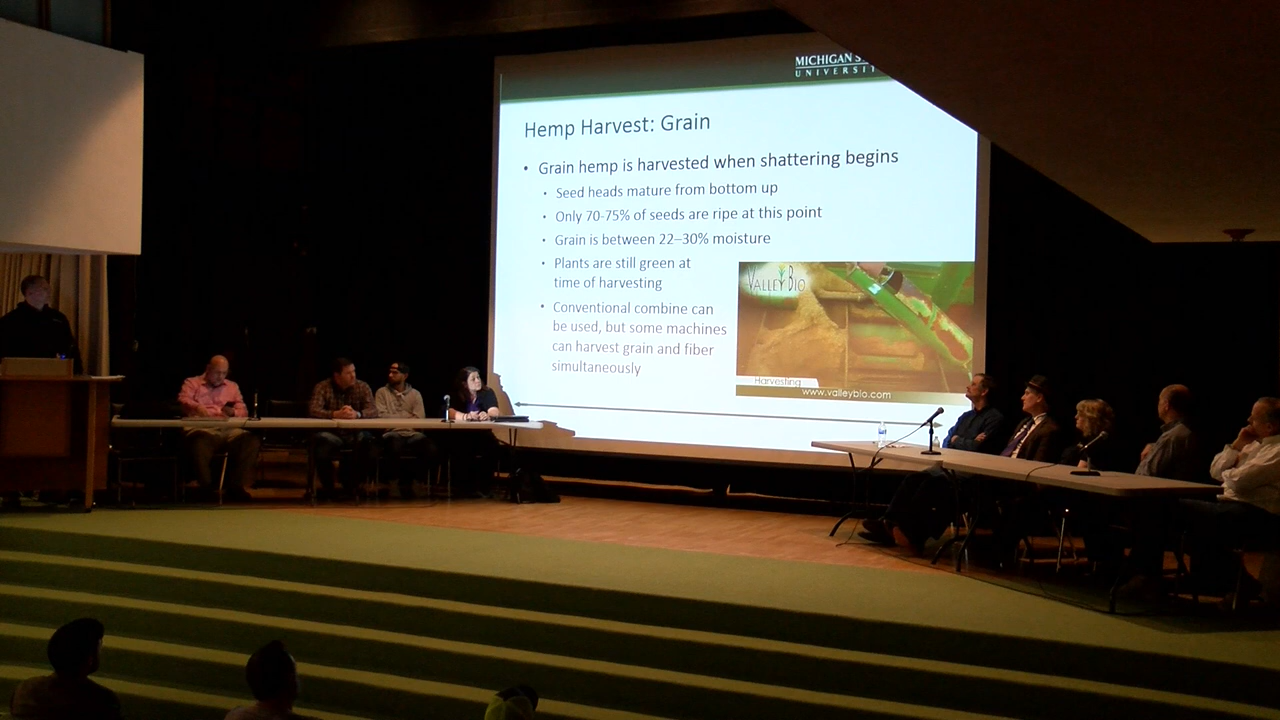 MICHIGAN
UNIVERSIT
Hemp Harvest: Grain
• Grain hemp is harvested when shattering begins
• Seed heads mature from bottom up
• Only 70-75% of seeds are ripe at this point
• Grain is between 22–30% moisture
• Plants are still green at
time of harvesting
• Conventional combine can
be used, but some machines
can harvest grain and fiber
simultaneously
VALLEY BIO
Harvesting
www.valleybio.com